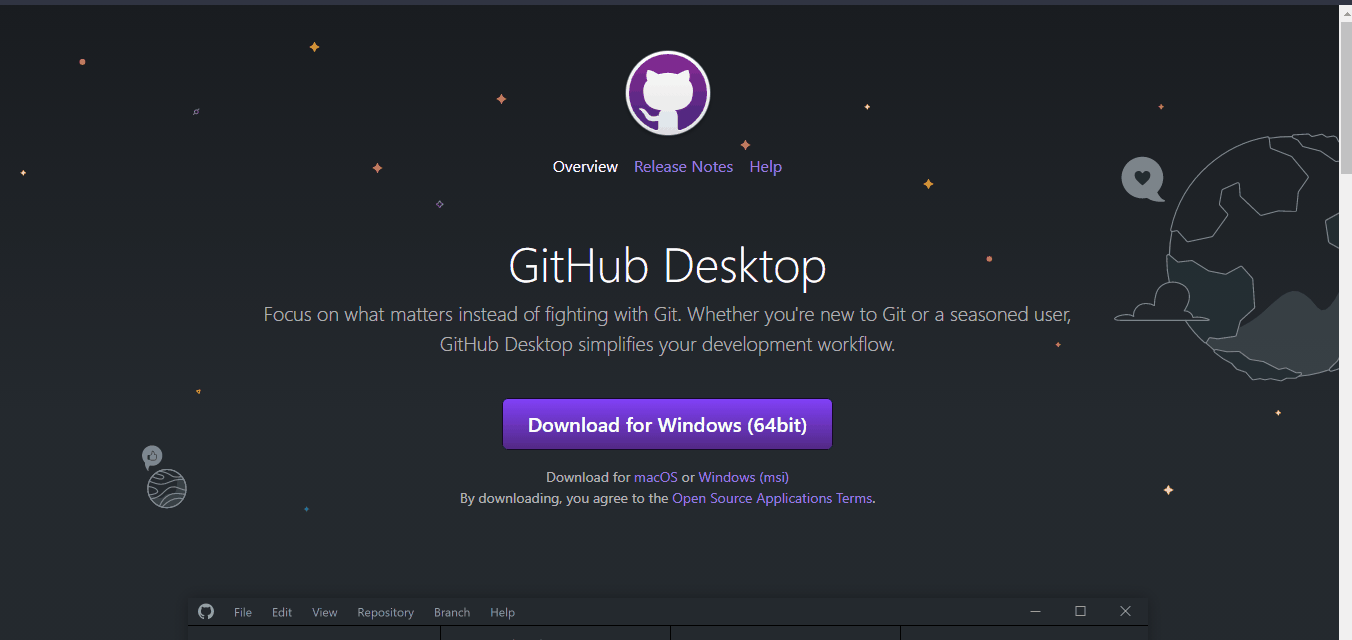 Overview Release Notes Help
GitHub Desktop
Focus on what matters instead of fighting with Git. Whether you're new to Git or a seasoned user,
GitHub Desktop simplifies your development workflow.
Download for Windows (64bit)
Download for macOS or Windows (msi)
By downloading, you agree to the Open Source Applications Terms.
File Edit View Repository Branch Help